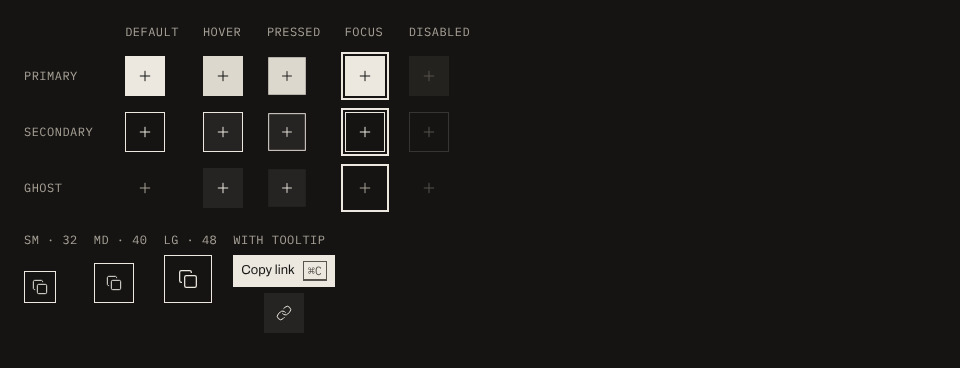 DEFAULT HOVER PRESSED FOCUS DISABLED
PRIMARY
SECONDARY
GHOST
SM · 32 MD · 40 LG · 48 WITH TOOLTIP
Copy link ⌘C